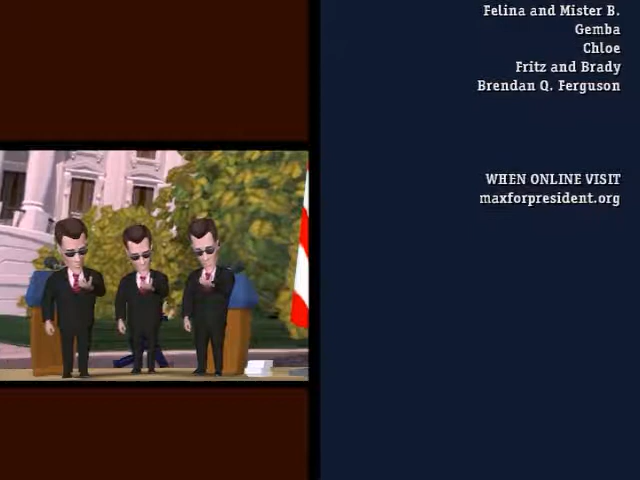 Felina and Mister B.
Gemba
Chloe
Fritz and Brady
Brendan Q. Ferguson
WHEN ONLINE VISIT
maxforpresident.org